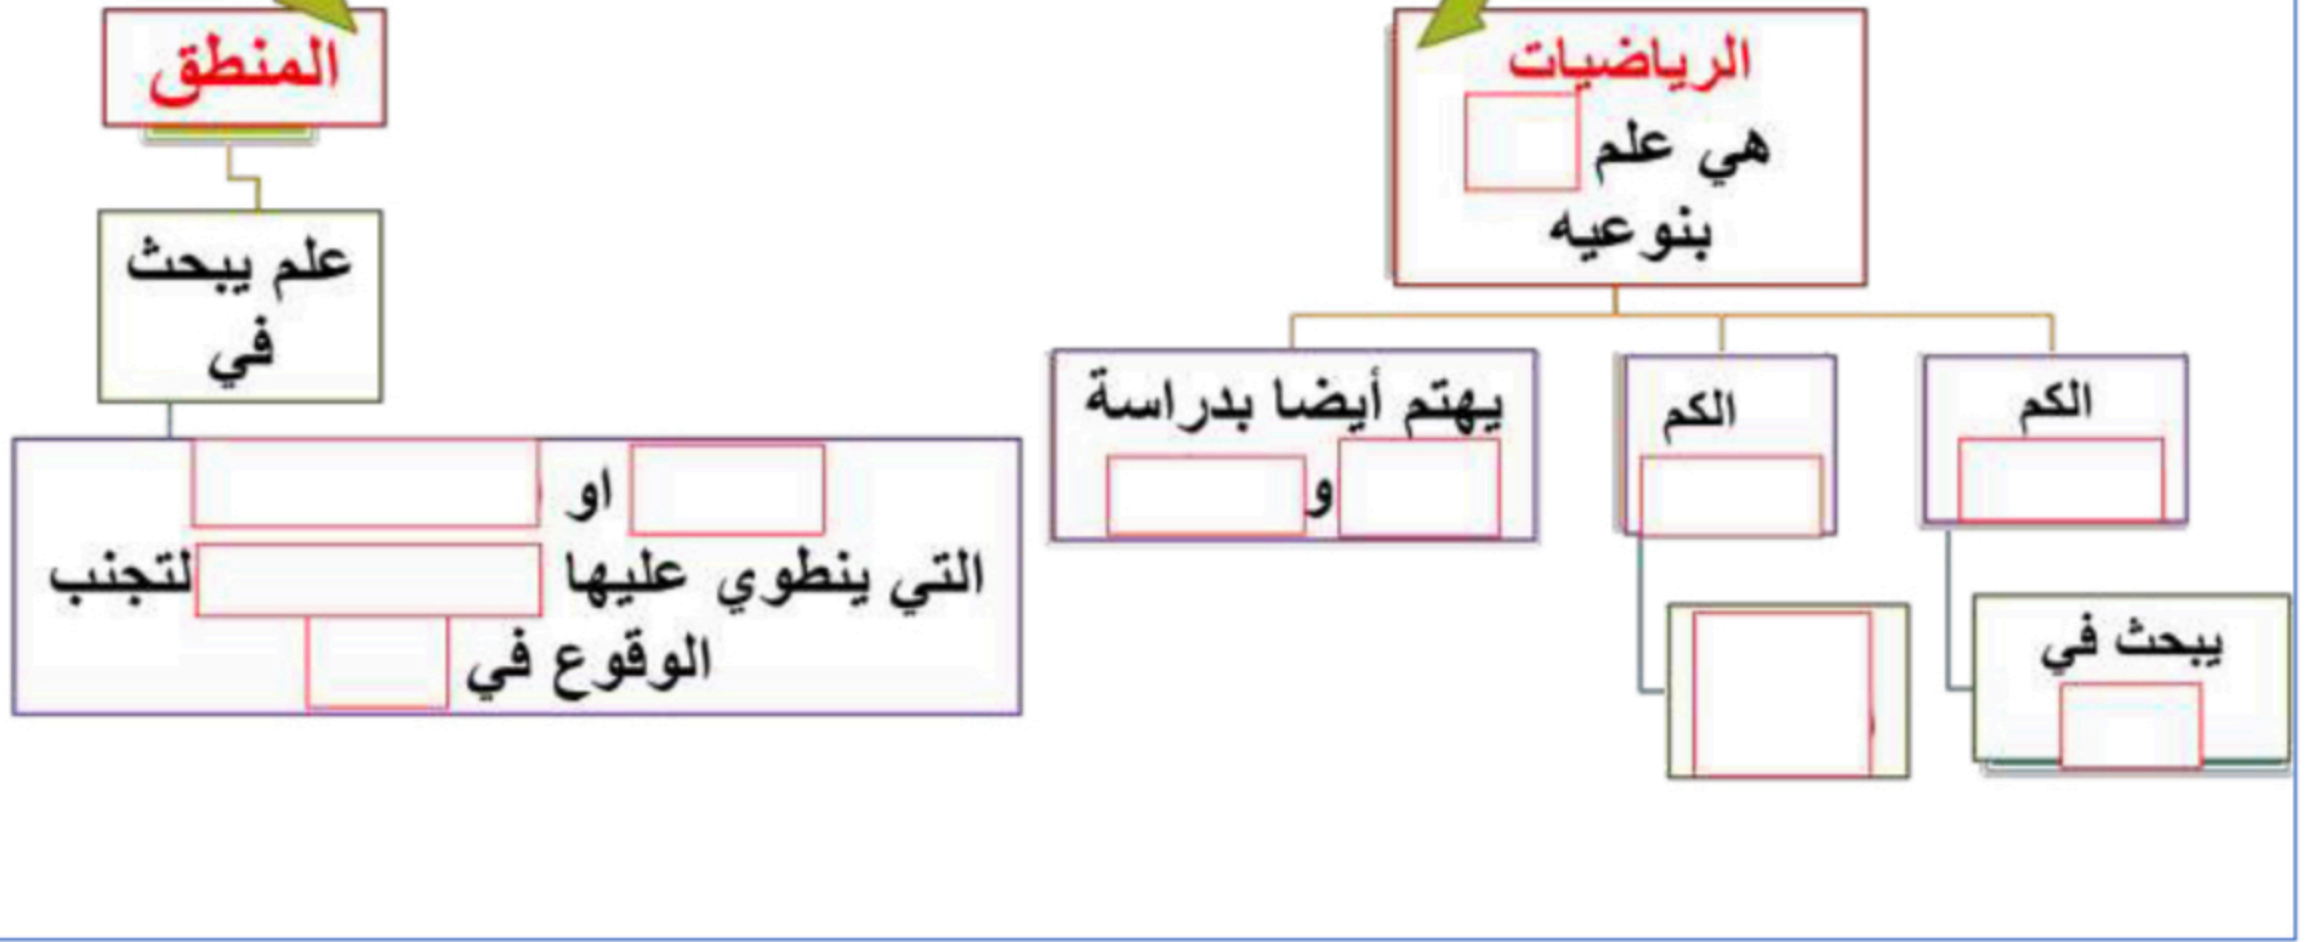 الرياضيات
هي علم
بنوعيه
الكم
يبحث في
الكم
يهتم أيضا بدراسة
و
المنطق
علم يبحث
في
او
التي ينطوي عليها لتجنب
الوقوع في